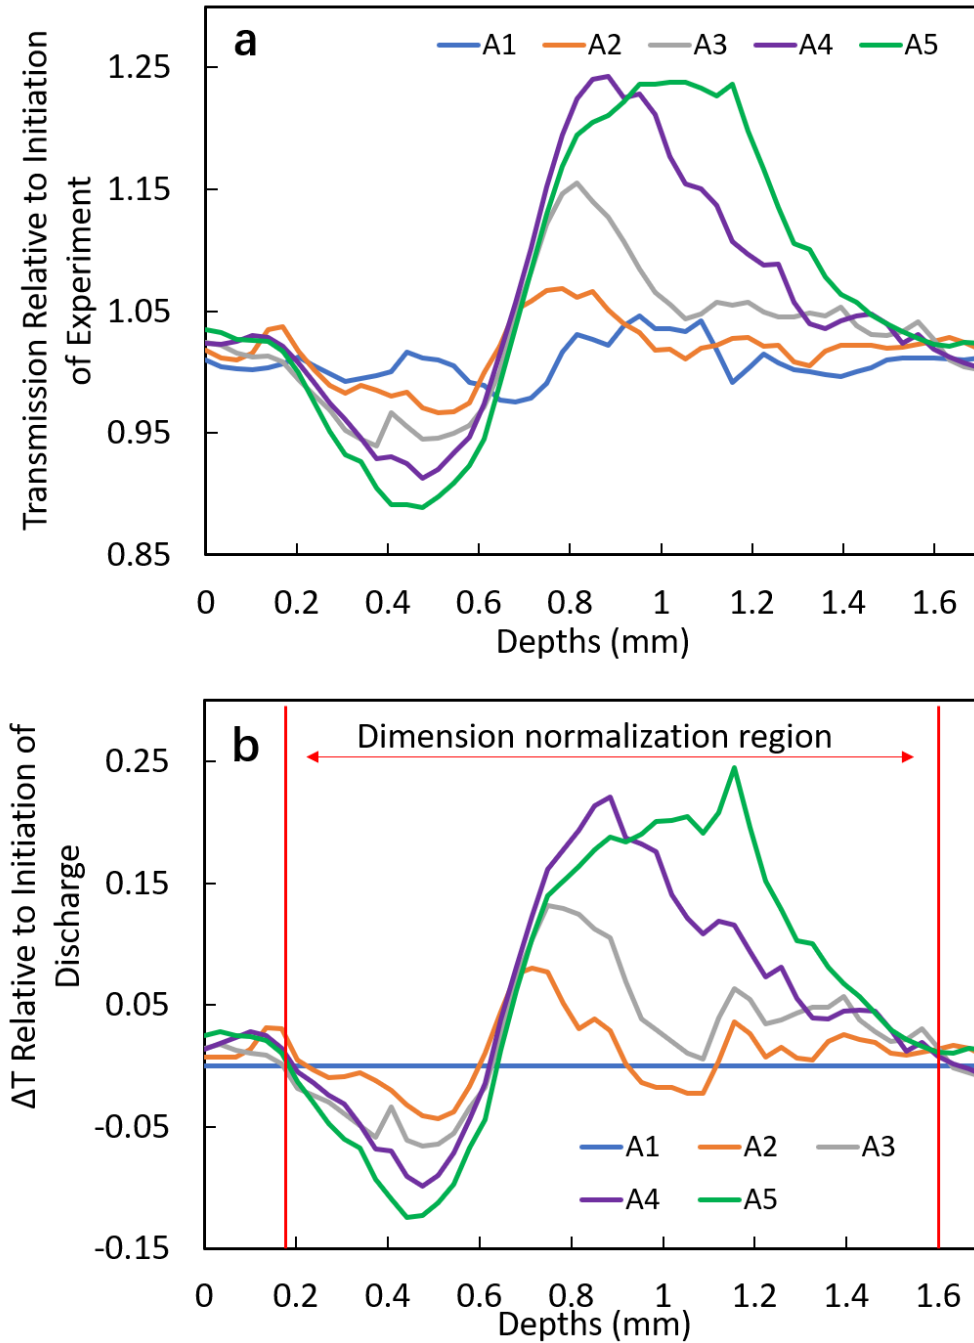 a
A1 A2 A3 A4 A5
Transmission Relative to Initiation
of Experiment
1.25
1.15
1.05
0.95
0.85
0 0.2 0.4 0.6 0.8 1 1.2 1.4 1.6
Depths (mm)
b
Dimension normalization region
ΔT Relative to Initiation of
Discharge
0.25
0.15
0.05
-0.05
-0.15
A1 A2 A3
A4 A5
0 0.2 0.4 0.6 0.8 1 1.2 1.4 1.6
Depths (mm)